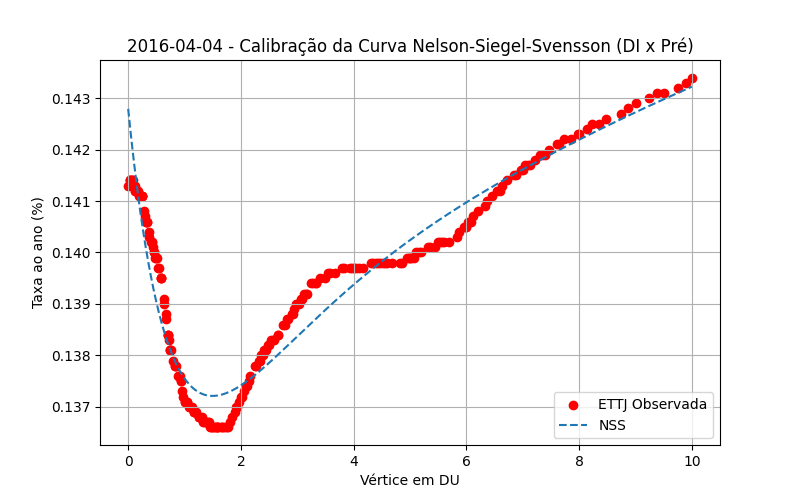 2016-04-04 - Calibração da Curva Nelson-Siegel-Svensson (DI x Pré)
Taxa ao ano (%)
0.143
0.142
0.141
0.140
0.139
0.138
0.137
ETTJ Observada
NSS
0 2 4 6 8 10
Vértice em DU